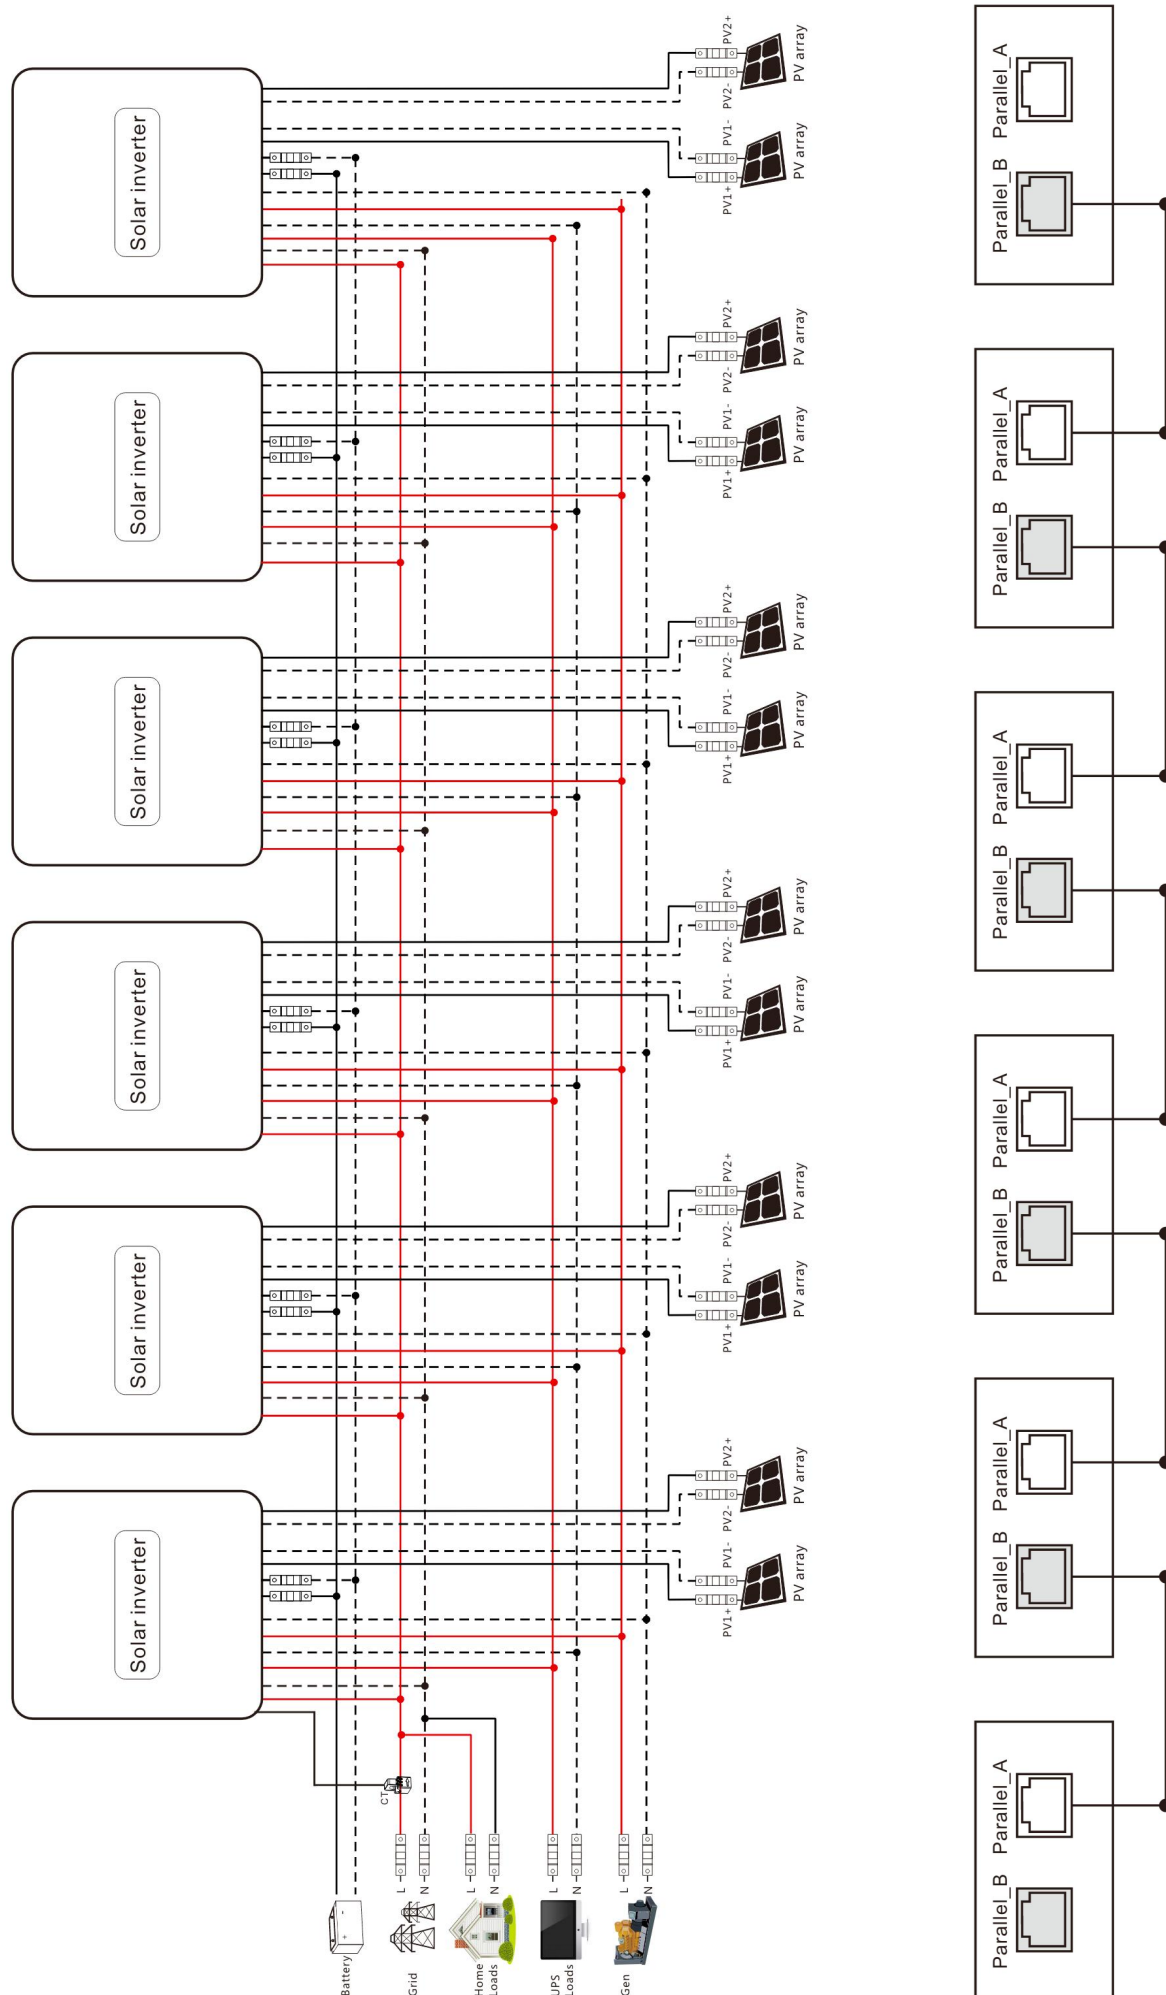 Solar inverter
Solar inverter
Solar inverter
Solar inverter
Solar inverter
Solar inverter
Battery
CT
L
Grid
N
L
Home
Loads
N
L
UPS
Loads
N
L
Gen
N
PV1+
PV1-
PV2-
PV2+
PV array
PV array
PV1+
PV1-
PV2-
PV2+
PV array
PV array
PV1+
PV1-
PV2-
PV2+
PV array
PV array
PV1+
PV1-
PV2-
PV2+
PV array
PV array
PV1+
PV1-
PV2-
PV2+
PV array
PV array
PV1+
PV1-
PV2-
PV2+
PV array
PV array
Parallel_B
Parallel_A
Parallel_B
Parallel_A
Parallel_B
Parallel_A
Parallel_B
Parallel_A
Parallel_B
Parallel_A
Parallel_B
Parallel_A